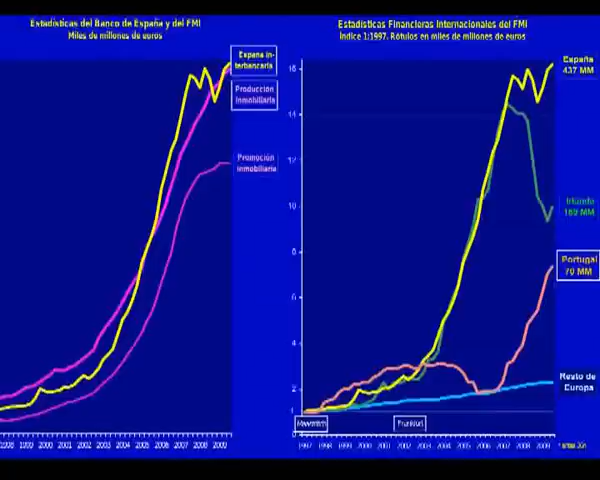 Estadísticas del Banco de España y del FMI
Miles de millones de euros
España in-
terbancaria
Producción
inmobiliaria
Promoción
inmobiliaria
1998 1999 2000 2001 2002 2003 2004 2005 2006 2007 2008 2009
Estadísticas Financieras Internacionales del FMI
Índice 1:1997. Rótulos en miles de millones de euros
16
14
12
10
8
6
4
2
1
0
España
437 MM
Irlanda
Portugal
70 MM
Resto de
Europa
Maastrich
Frankfurt
1997 1998 1999 2000 2001 2002 2003 2004 2005 2006 2007 2008 2009